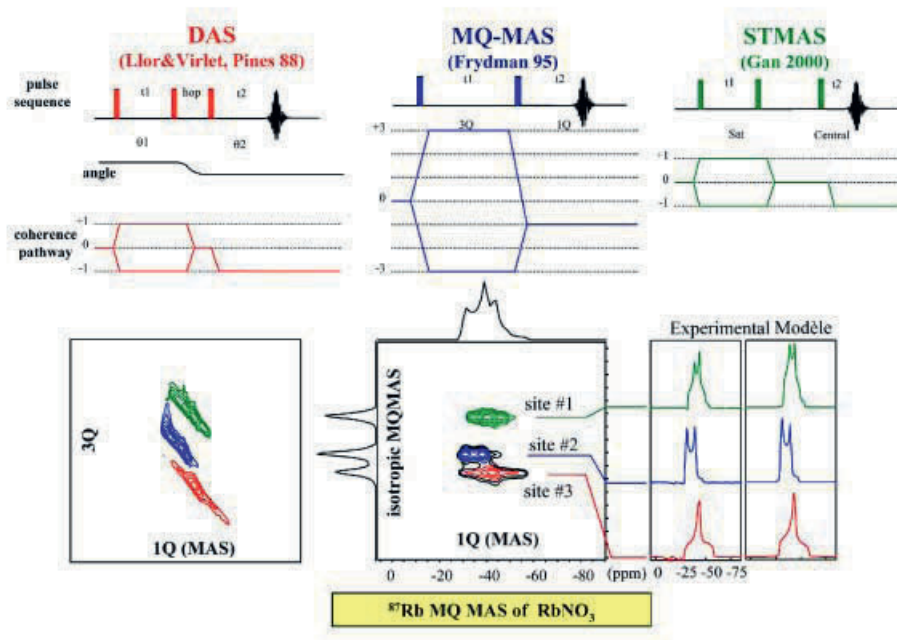 DAS
(Llor&Virlet, Pines 88)
MQ-MAS
(Frydman 95)
STMAS
(Gan 2000)
pulse
sequence
t1 hop t2
t1 t2
t1 t2
θ1 θ2
angle
+3
3Q 1Q
0
-3
Sat Central
+1
0
-1
coherence
pathway
+1
0
-1
3Q
1Q (MAS)
isotropic MQMAS
1Q (MAS)
site #1
site #2
site #3
0 -20 -40 -60 -80 (ppm)
Experimental Modèle
0 -25 -50 -75
⁸⁷Rb MQ MAS of RbNO₃